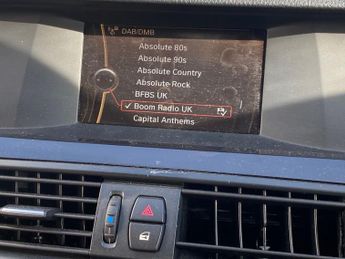 DAB/DMB
Absolute 80s
Absolute 90s
Absolute Country
Absolute Rock
BFBS UK
✓ Boom Radio UK
Capital Anthems